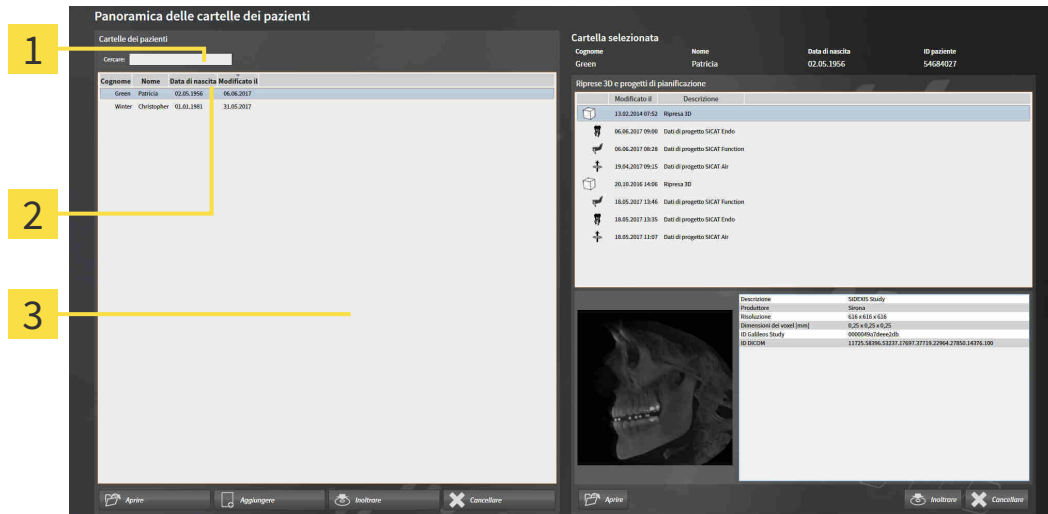 Panoramica delle cartelle dei pazienti
1
Cartelle dei pazienti
Cercare:
Cognome Nome Data di nascita Modificato il
Green Patricia 02.05.1956 06.06.2017
Winter Christopher 01.01.1981 31.05.2017
2
3
Aprire Aggiungere Inoltrare Cancellare
Cartella selezionata
Cognome Nome Data di nascita ID paziente
Green Patricia 02.05.1956 54684027
Riprese 3D e progetti di pianificazione
Modificato il Descrizione
13.02.2014 07:52 Ripresa 3D
06.06.2017 09:00 Dati di progetto SICAT Endo
06.06.2017 08:28 Dati di progetto SICAT Function
19.04.2017 09:15 Dati di progetto SICAT Air
20.10.2016 14:06 Ripresa 3D
18.05.2017 13:46 Dati di progetto SICAT Function
18.05.2017 13:35 Dati di progetto SICAT Endo
18.05.2017 11:07 Dati di progetto SICAT Air
Descrizione SIDEXIS Study
Produttore Sirona
Risoluzione 616 x 616 x 616
Dimensioni dei voxel [mm] 0,25 x 0,25 x 0,25
ID Galileos Study 0000049a7deee2db
ID DICOM 11725.58396.53237.17697.37719.22964.27850.14376.100
Aprire Inoltrare Cancellare